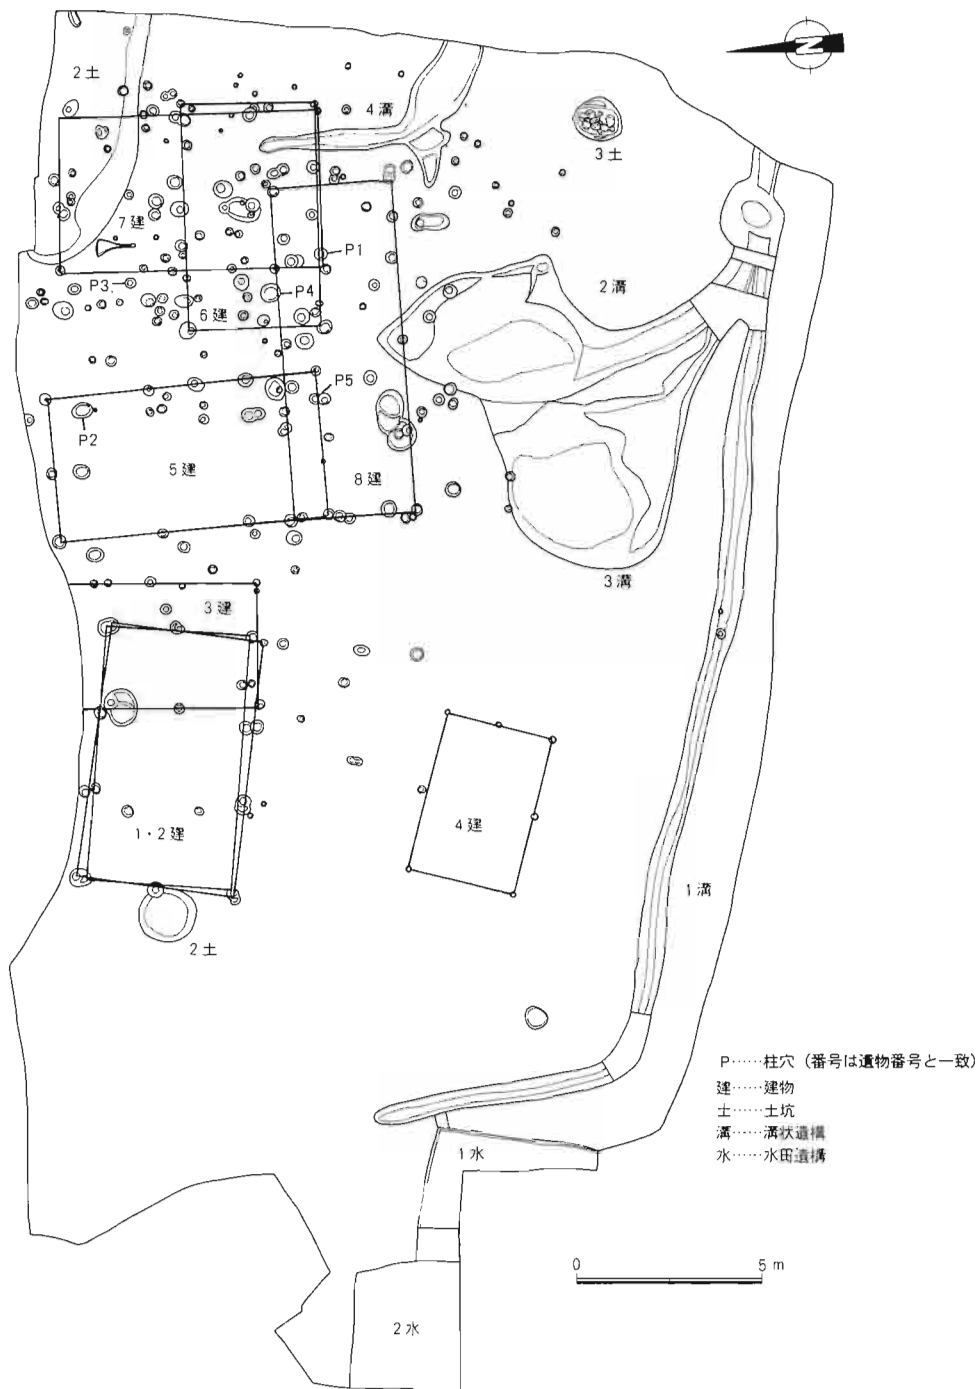 2土
N
4溝
3土
7建
P1
P3
P4
2溝
6建
P5
P2
5建
8建
3溝
3建
4建
1・2建
1溝
2土
P……柱穴（番号は遺物番号と一致）
建……建物
土……土坑
溝……溝状遺構
水……水田遺構
1水
0 5m
2水